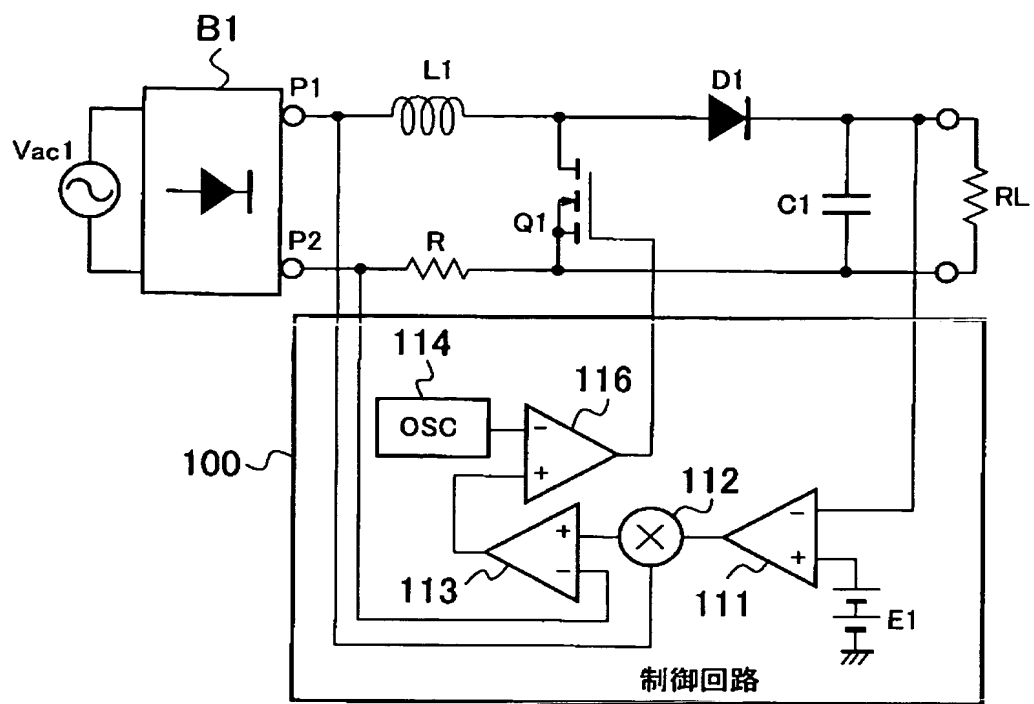 B1
P1
L1
D1
Vac1
Q1
C1
RL
P2
R
114
OSC
116
−
+
100
112
+
−
−
+
113
111
E1
制御回路